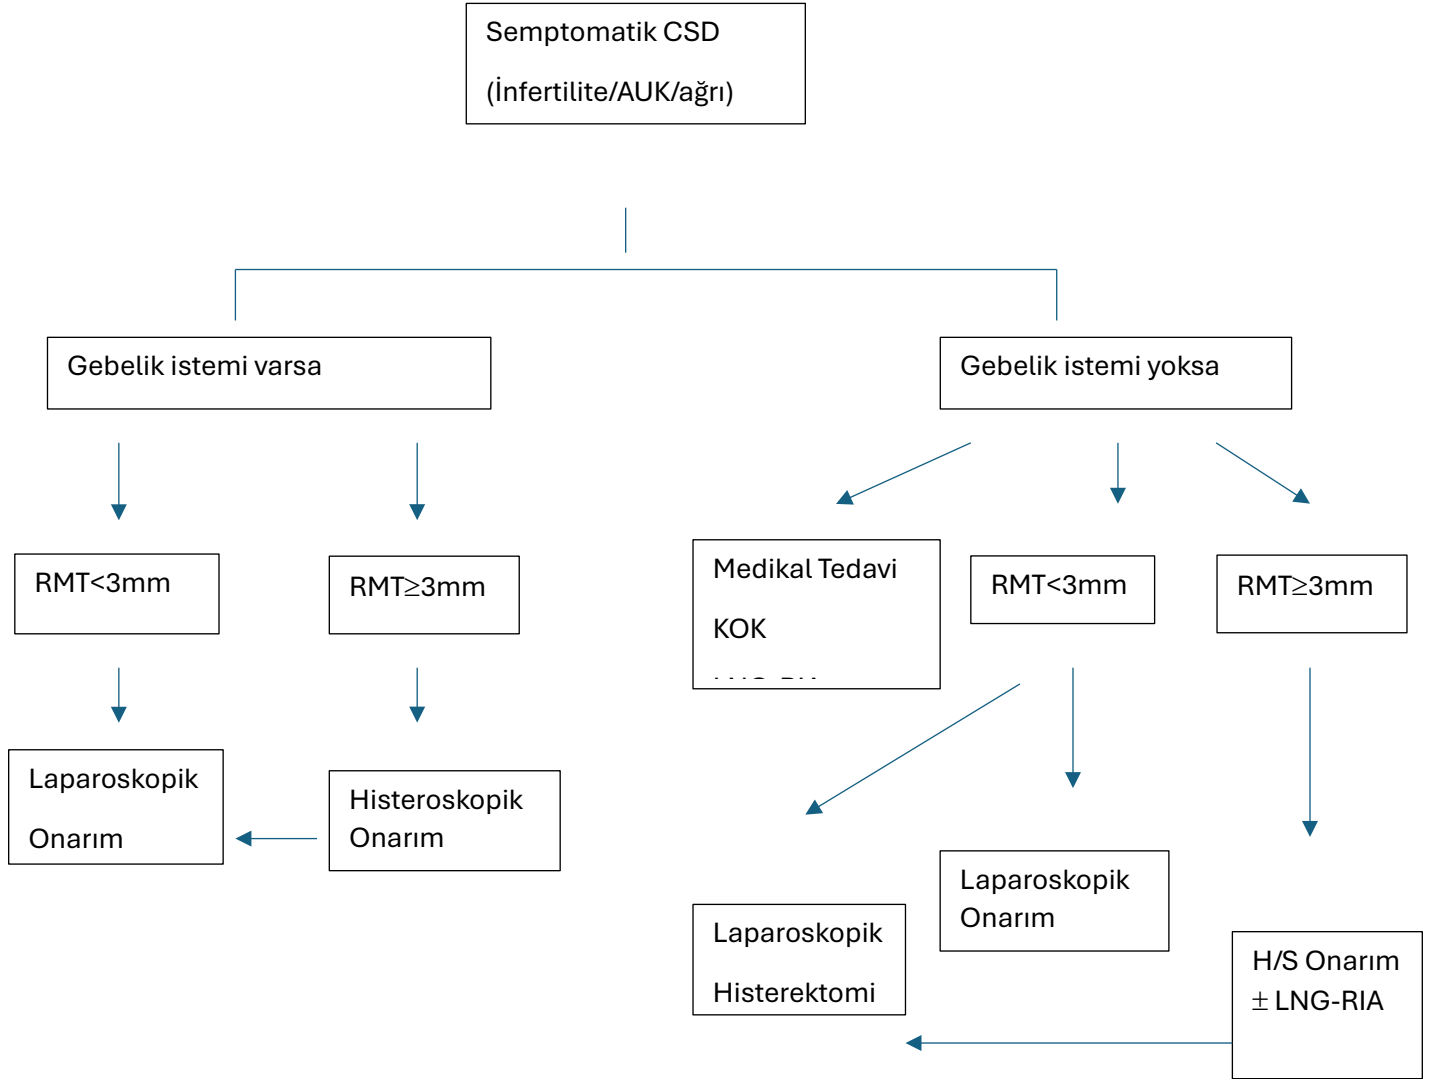 Semptomatik CSD
(İnfertilite/AUK/ağrı)
Gebelik istemi varsa
Gebelik istemi yoksa
RMT<3mm
RMT≥3mm
Medikal Tedavi
KOK
RMT<3mm
RMT≥3mm
Laparoskopik
Onarım
Histeroskopik
Onarım
Laparoskopik
Histerektomi
Laparoskopik
Onarım
H/S Onarım
± LNG-RIA